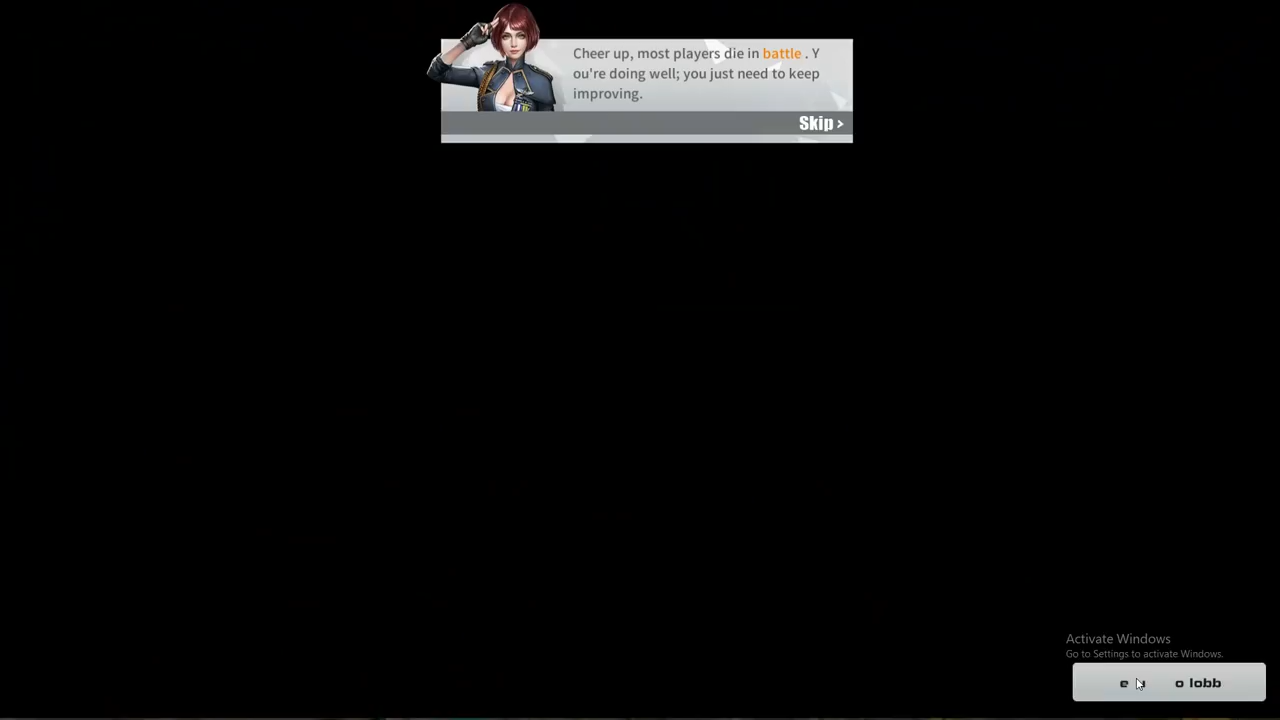 Cheer up, most players die in battle . Y
ou're doing well; you just need to keep
improving.
Skip >
Activate Windows
Go to Settings to activate Windows.
o lobb